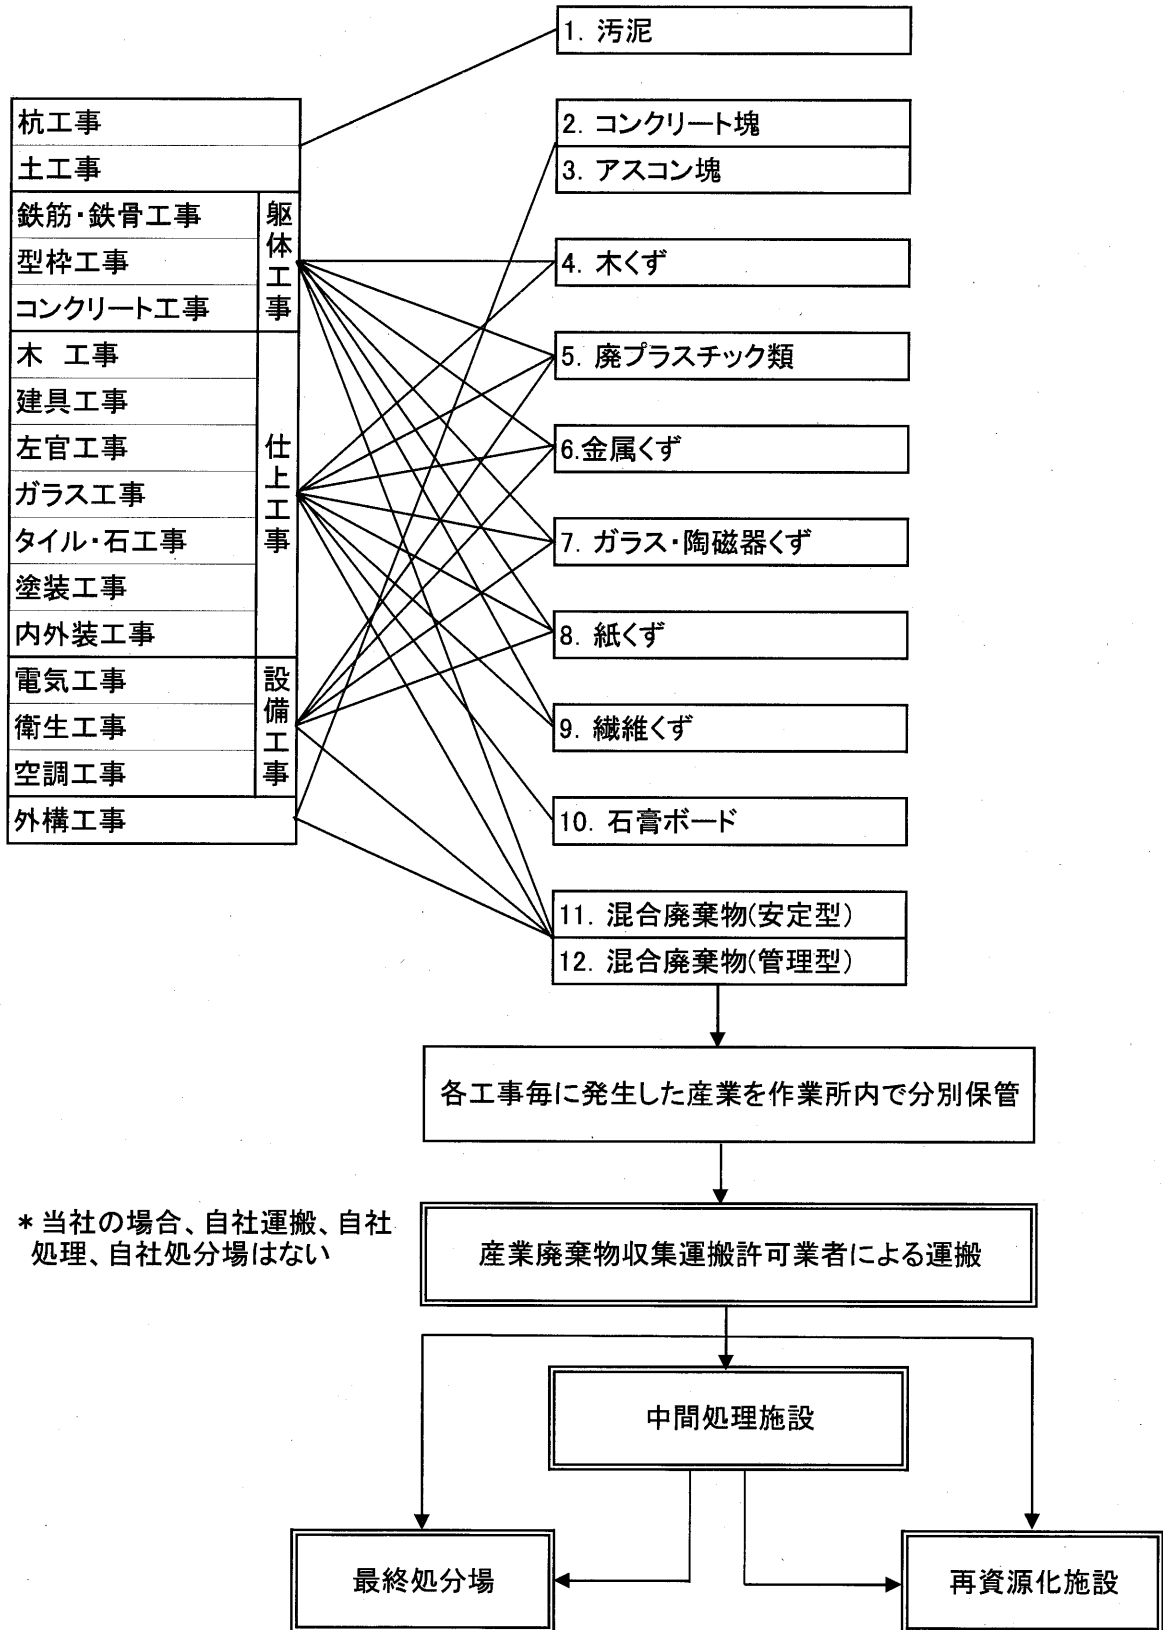 1. 汚泥
杭工事
土工事
鉄筋・鉄骨工事
型枠工事
コンクリート工事
躯体工事
木 工事
建具工事
左官工事
ガラス工事
タイル・石工事
塗装工事
内外装工事
仕上工事
電気工事
衛生工事
空調工事
設備工事
外構工事
2. コンクリート塊
3. アスコン塊
4. 木くず
5. 廃プラスチック類
6.金属くず
7. ガラス・陶磁器くず
8. 紙くず
9. 繊維くず
10. 石膏ボード
11. 混合廃棄物(安定型)
12. 混合廃棄物(管理型)
各工事毎に発生した産業を作業所内で分別保管
*当社の場合、自社運搬、自社
処理、自社処分場はない
産業廃棄物収集運搬許可業者による運搬
中間処理施設
最終処分場
再資源化施設